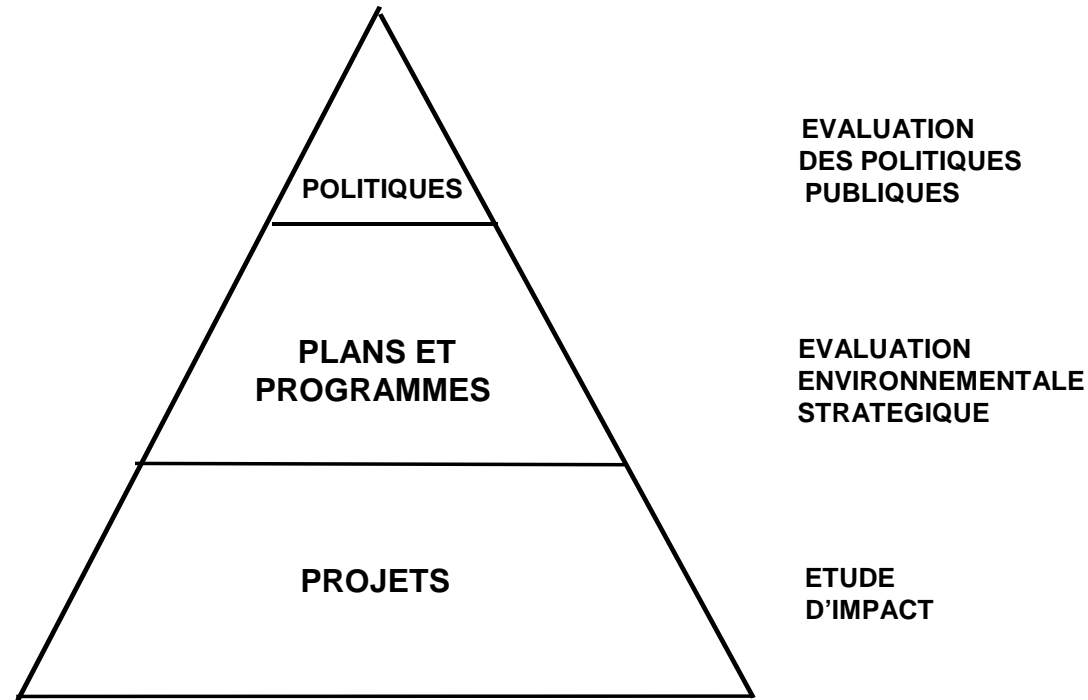 POLITIQUES
EVALUATION
DES POLITIQUES
PUBLIQUES
PLANS ET
PROGRAMMES
EVALUATION
ENVIRONNEMENTALE
STRATEGIQUE
PROJETS
ETUDE
D'IMPACT